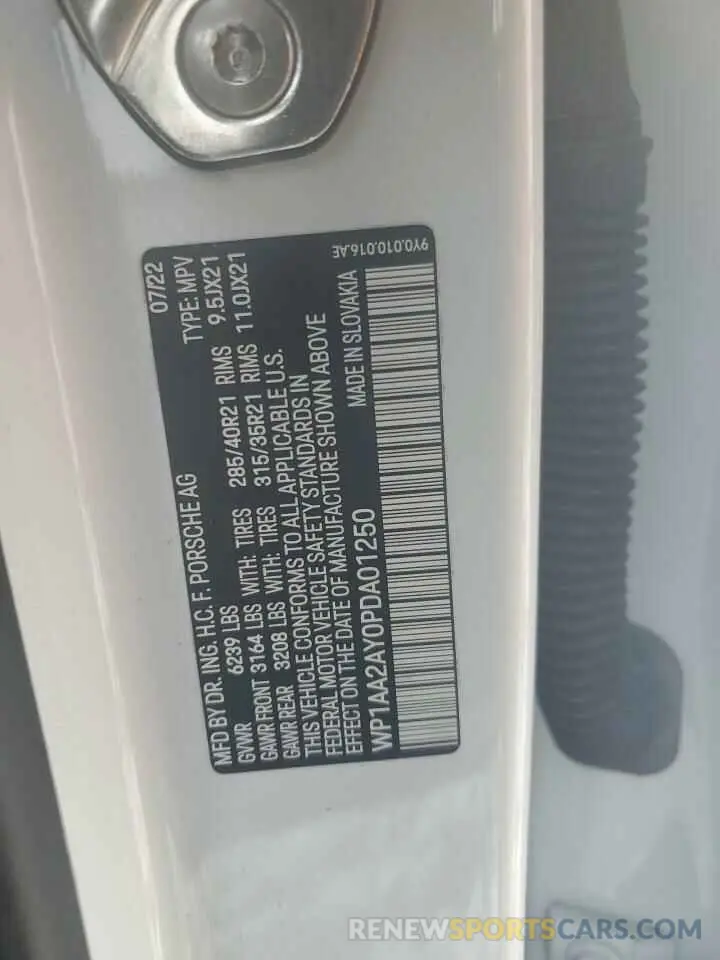 MFD BY DR. ING. H.C. F. PORSCHE AG 07/22
GVWR 6239 LBS TYPE: MPV
GAWR FRONT 3164 LBS WITH: TIRES 285/40R21 RIMS 9.5JX21
GAWR REAR 3208 LBS WITH: TIRES 315/35R21 RIMS 11.0JX21
THIS VEHICLE CONFORMS TO ALL APPLICABLE U.S.
FEDERAL MOTOR VEHICLE SAFETY STANDARDS IN
EFFECT ON THE DATE OF MANUFACTURE SHOWN ABOVE
WP1AA2AY0PDA01250 MADE IN SLOVAKIA
9Y0.010.016.AE
RENEWSPORTSCARS.COM